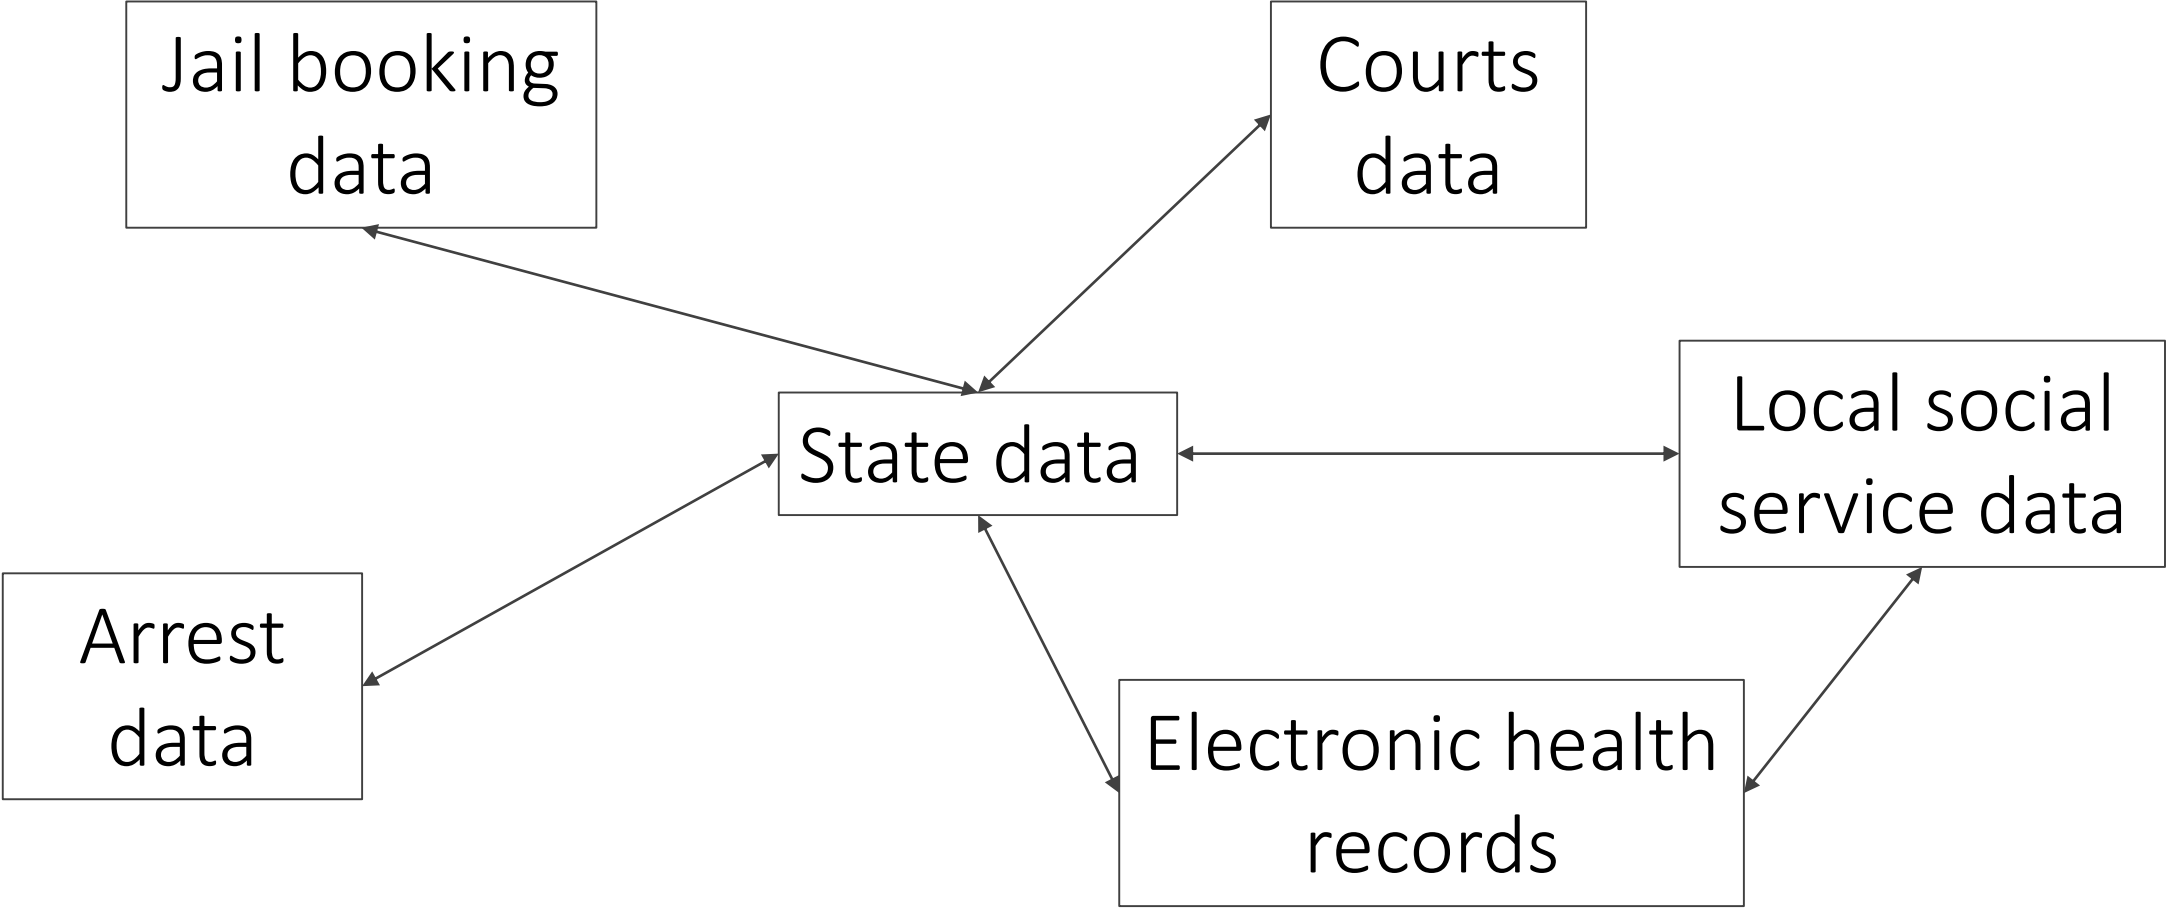 Jail booking
data
Courts
data
State data
Local social
service data
Arrest
data
Electronic health
records